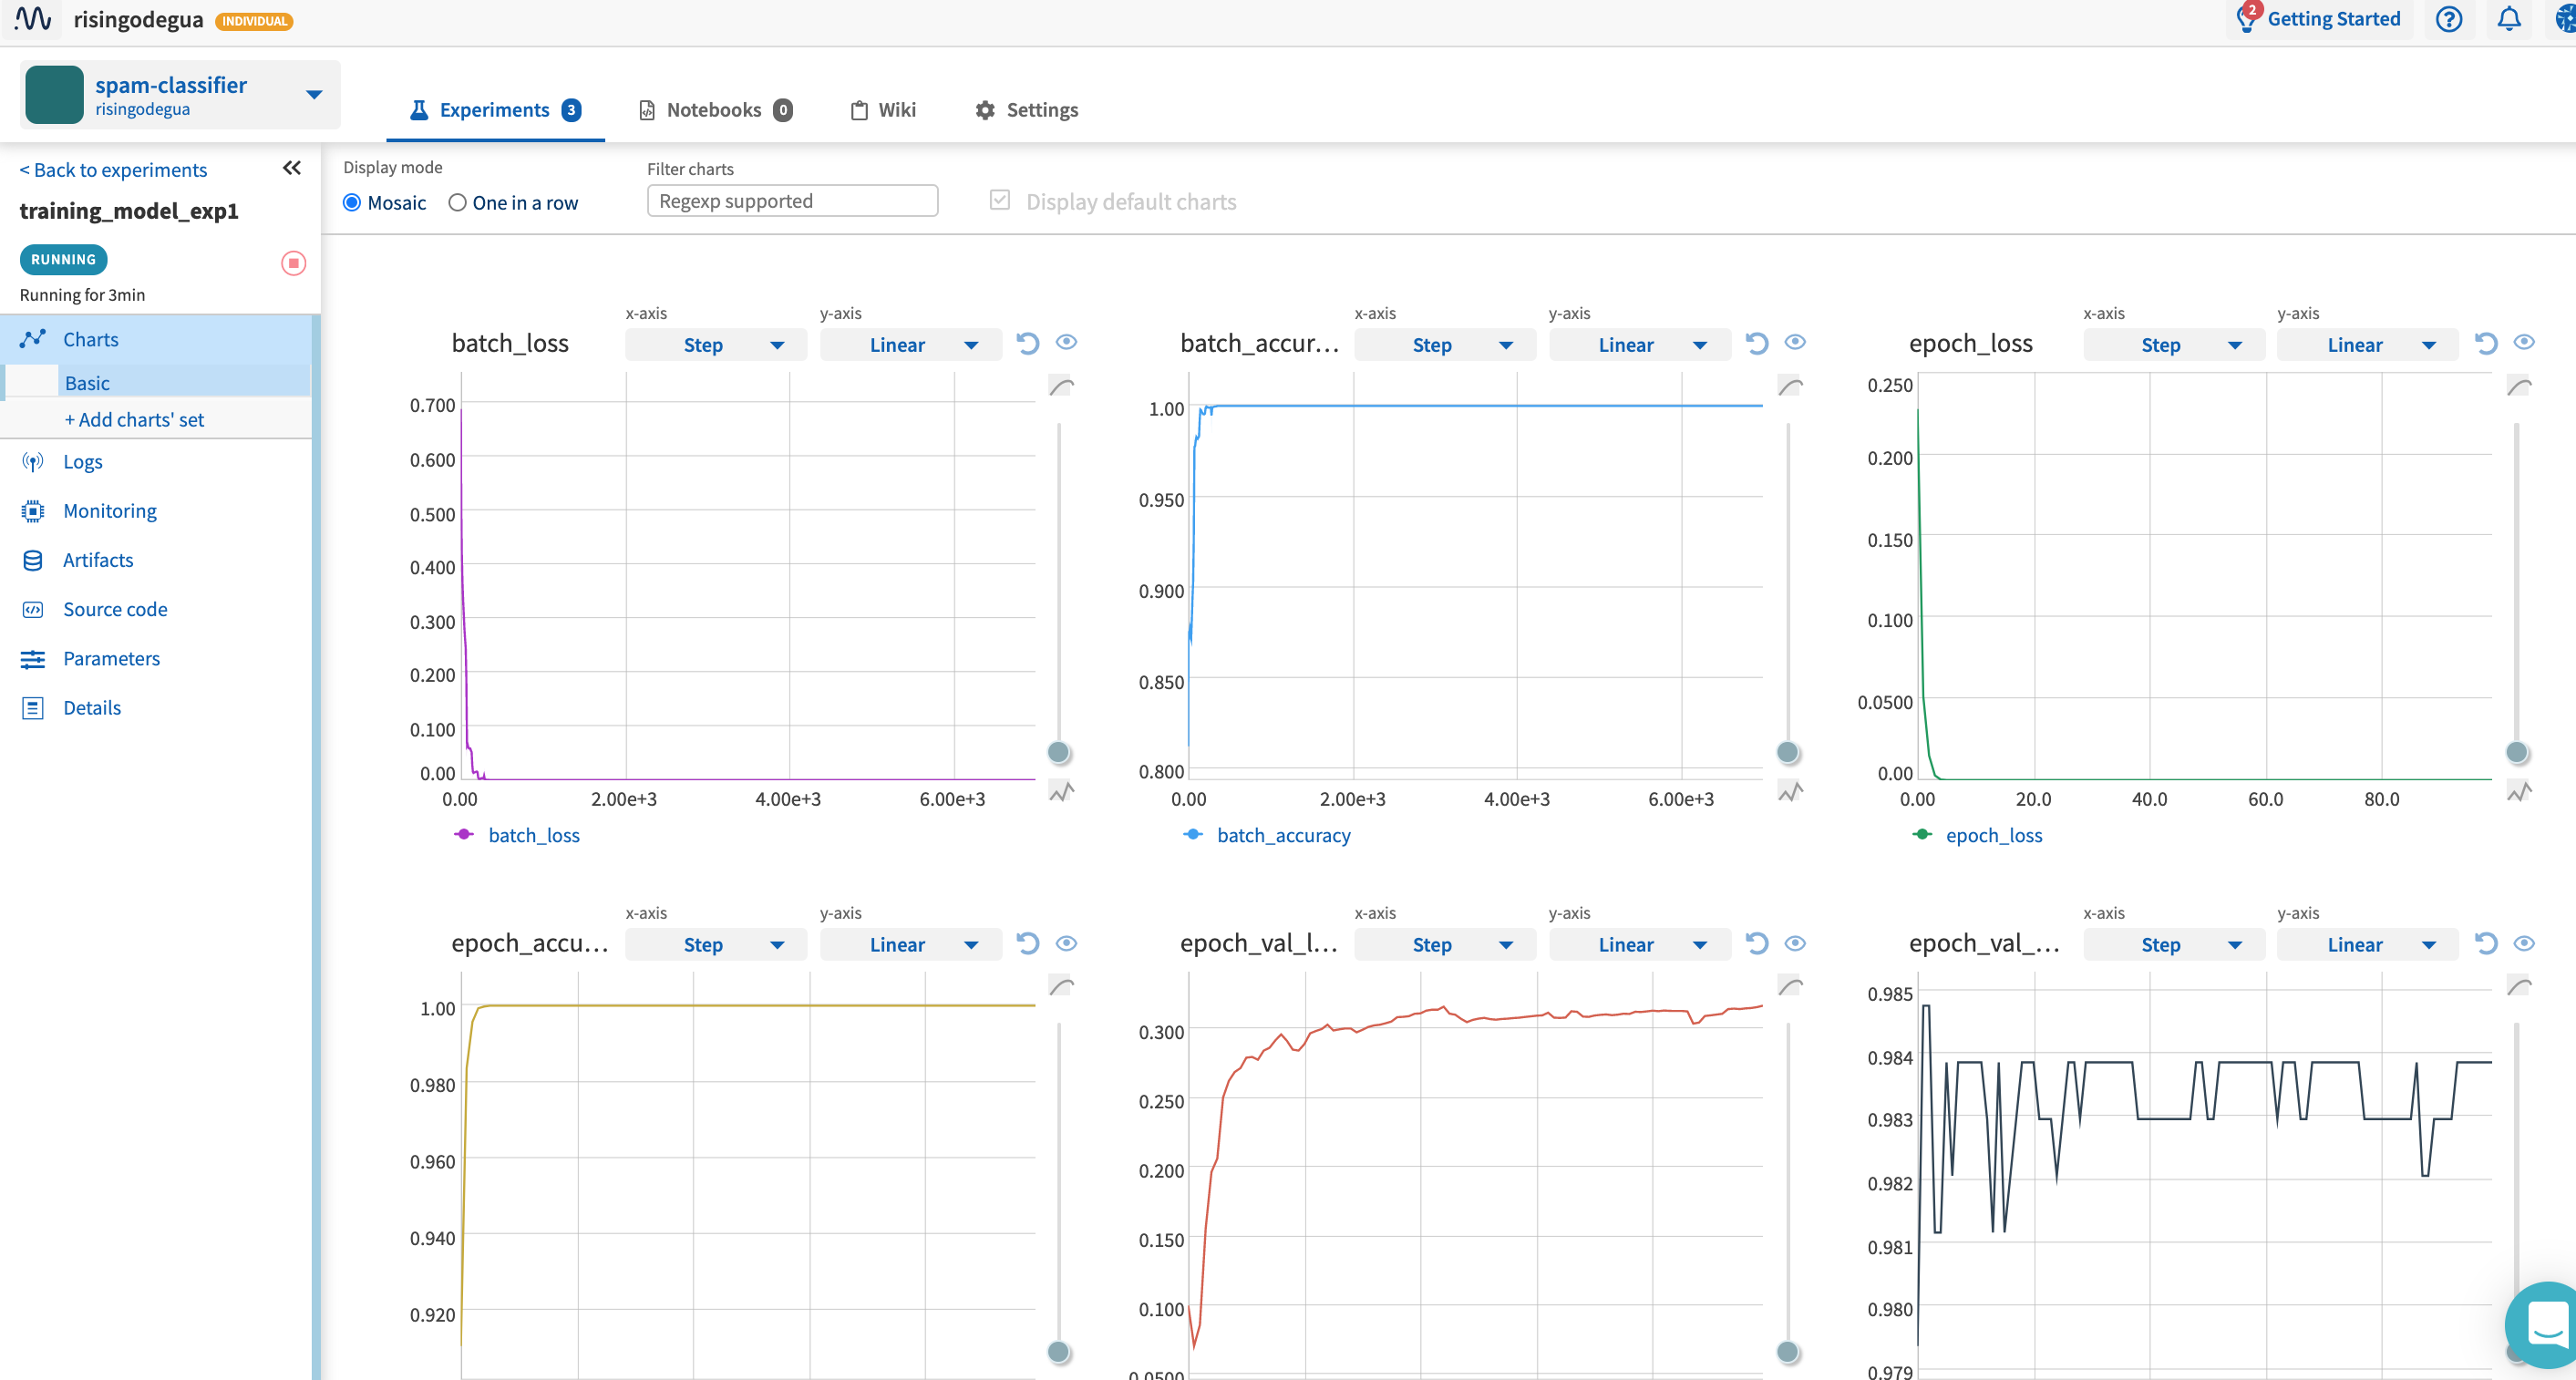 risingodegua INDIVIDUAL
2 Getting Started
spam-classifier
risingodegua
Experiments 3 Notebooks 0 Wiki Settings
< Back to experiments
training_model_exp1
RUNNING
Running for 3min
Charts
Basic
+ Add charts' set
Logs
Monitoring
Artifacts
Source code
Parameters
Details
Display mode
Mosaic One in a row
Filter charts
Regexp supported
Display default charts
x-axis y-axis
batch_loss Step Linear
0.700
0.600
0.500
0.400
0.300
0.200
0.100
0.00
0.00 2.00e+3 4.00e+3 6.00e+3
batch_loss
x-axis y-axis
batch_accur... Step Linear
1.00
0.950
0.900
0.850
0.800
0.00 2.00e+3 4.00e+3 6.00e+3
batch_accuracy
x-axis y-axis
epoch_loss Step Linear
0.250
0.200
0.150
0.100
0.0500
0.00
0.00 20.0 40.0 60.0 80.0
epoch_loss
x-axis y-axis
epoch_accu... Step Linear
1.00
0.980
0.960
0.940
0.920
x-axis y-axis
epoch_val_l... Step Linear
0.300
0.250
0.200
0.150
0.100
0.0500
x-axis y-axis
epoch_val_... Step Linear
0.985
0.984
0.983
0.982
0.981
0.980
0.979